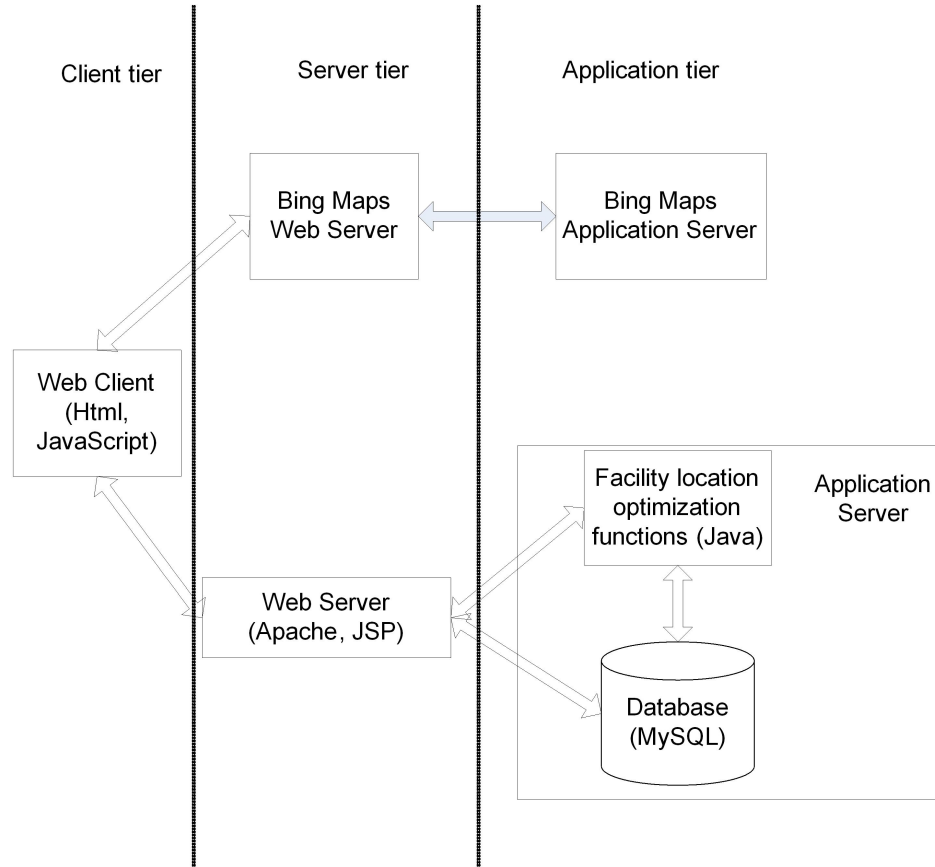 Client tier
Server tier
Application tier
Bing Maps
Web Server
Bing Maps
Application Server
Web Client
(Html,
JavaScript)
Facility location
optimization
functions (Java)
Application
Server
Web Server
(Apache, JSP)
Database
(MySQL)